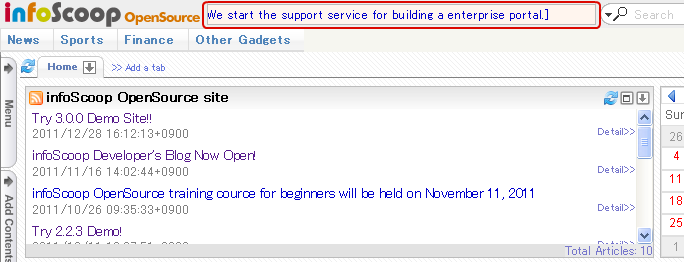 infoScoop OpenSource
We start the support service for building a enterprise portal.]
Search
News Sports Finance Other Gadgets
Home >> Add a tab
Menu
Add Contents
infoScoop OpenSource site
Try 3.0.0 Demo Site!!
2011/12/28 16:12:13+0900
Detail>>
infoScoop Developer's Blog Now Open!
2011/11/16 14:02:44+0900
Detail>>
infoScoop OpenSource training cource for beginners will be held on November 11, 2011
2011/10/26 09:35:33+0900
Detail>>
Try 2.2.3 Demo!
Total Articles: 10
Sun
26
4
11
18
25
1